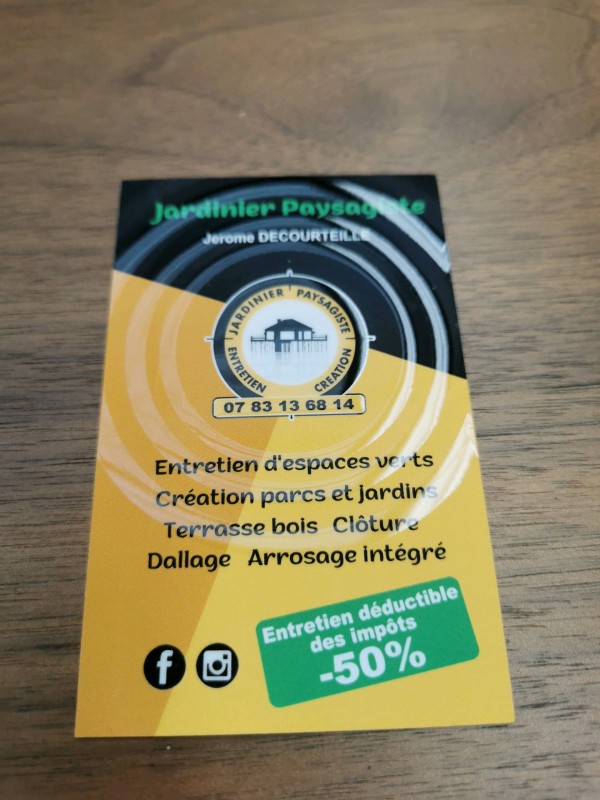 Jardinier Paysagiste
Jerome DECOURTEILLE
JARDINIER PAYSAGISTE
ENTRETIEN CREATION
07 83 13 68 14
Entretien d'espaces verts
Création parcs et jardins
Terrasse bois Clôture
Dallage Arrosage intégré
Entretien déductible
des impôts
-50%
f